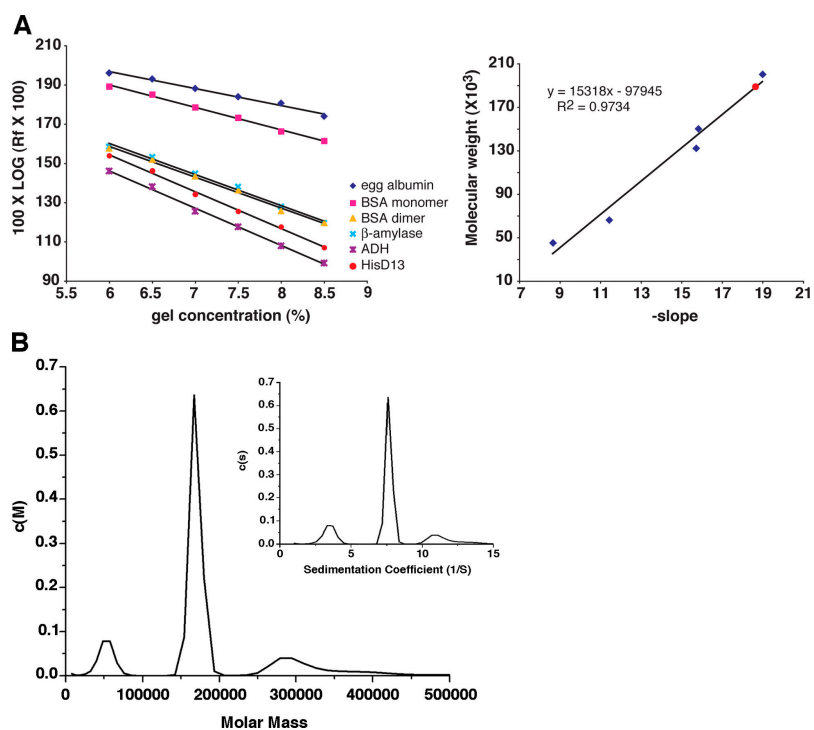 A
210
190
170
150
130
110
90
100 X LOG (Rf X 100)
5.5 6 6.5 7 7.5 8 8.5 9
gel concentration (%)
egg albumin
BSA monomer
BSA dimer
β-amylase
ADH
HisD13
210
170
130
90
50
10
Molecular weight (X10³)
y = 15318x - 97945
R² = 0.9734
7 9 11 13 15 17 19 21
-slope
B
0.7
0.6
0.5
0.4
0.3
0.2
0.1
0.0
c(M)
0 100000 200000 300000 400000 500000
Molar Mass
0.7
0.6
0.5
0.4
0.3
0.2
0.1
0.0
c(s)
0 5 10 15
Sedimentation Coefficient (1/S)